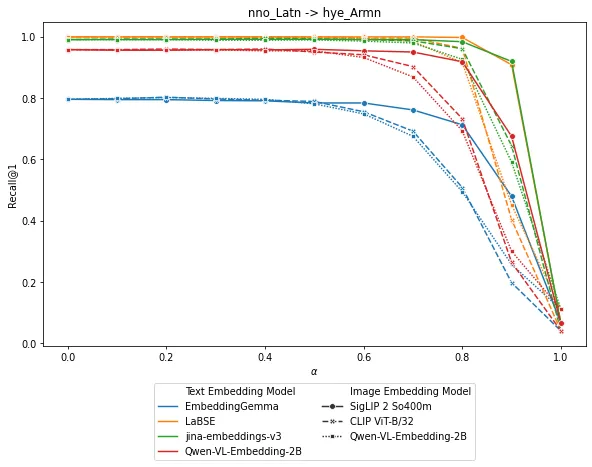 nno_Latn -> hye_Armn
Recall@1
1.0
0.8
0.6
0.4
0.2
0.0
0.0 0.2 0.4 0.6 0.8 1.0
α
Text Embedding Model
EmbeddingGemma
LaBSE
jina-embeddings-v3
Qwen-VL-Embedding-2B
Image Embedding Model
SigLIP 2 So400m
CLIP ViT-B/32
Qwen-VL-Embedding-2B